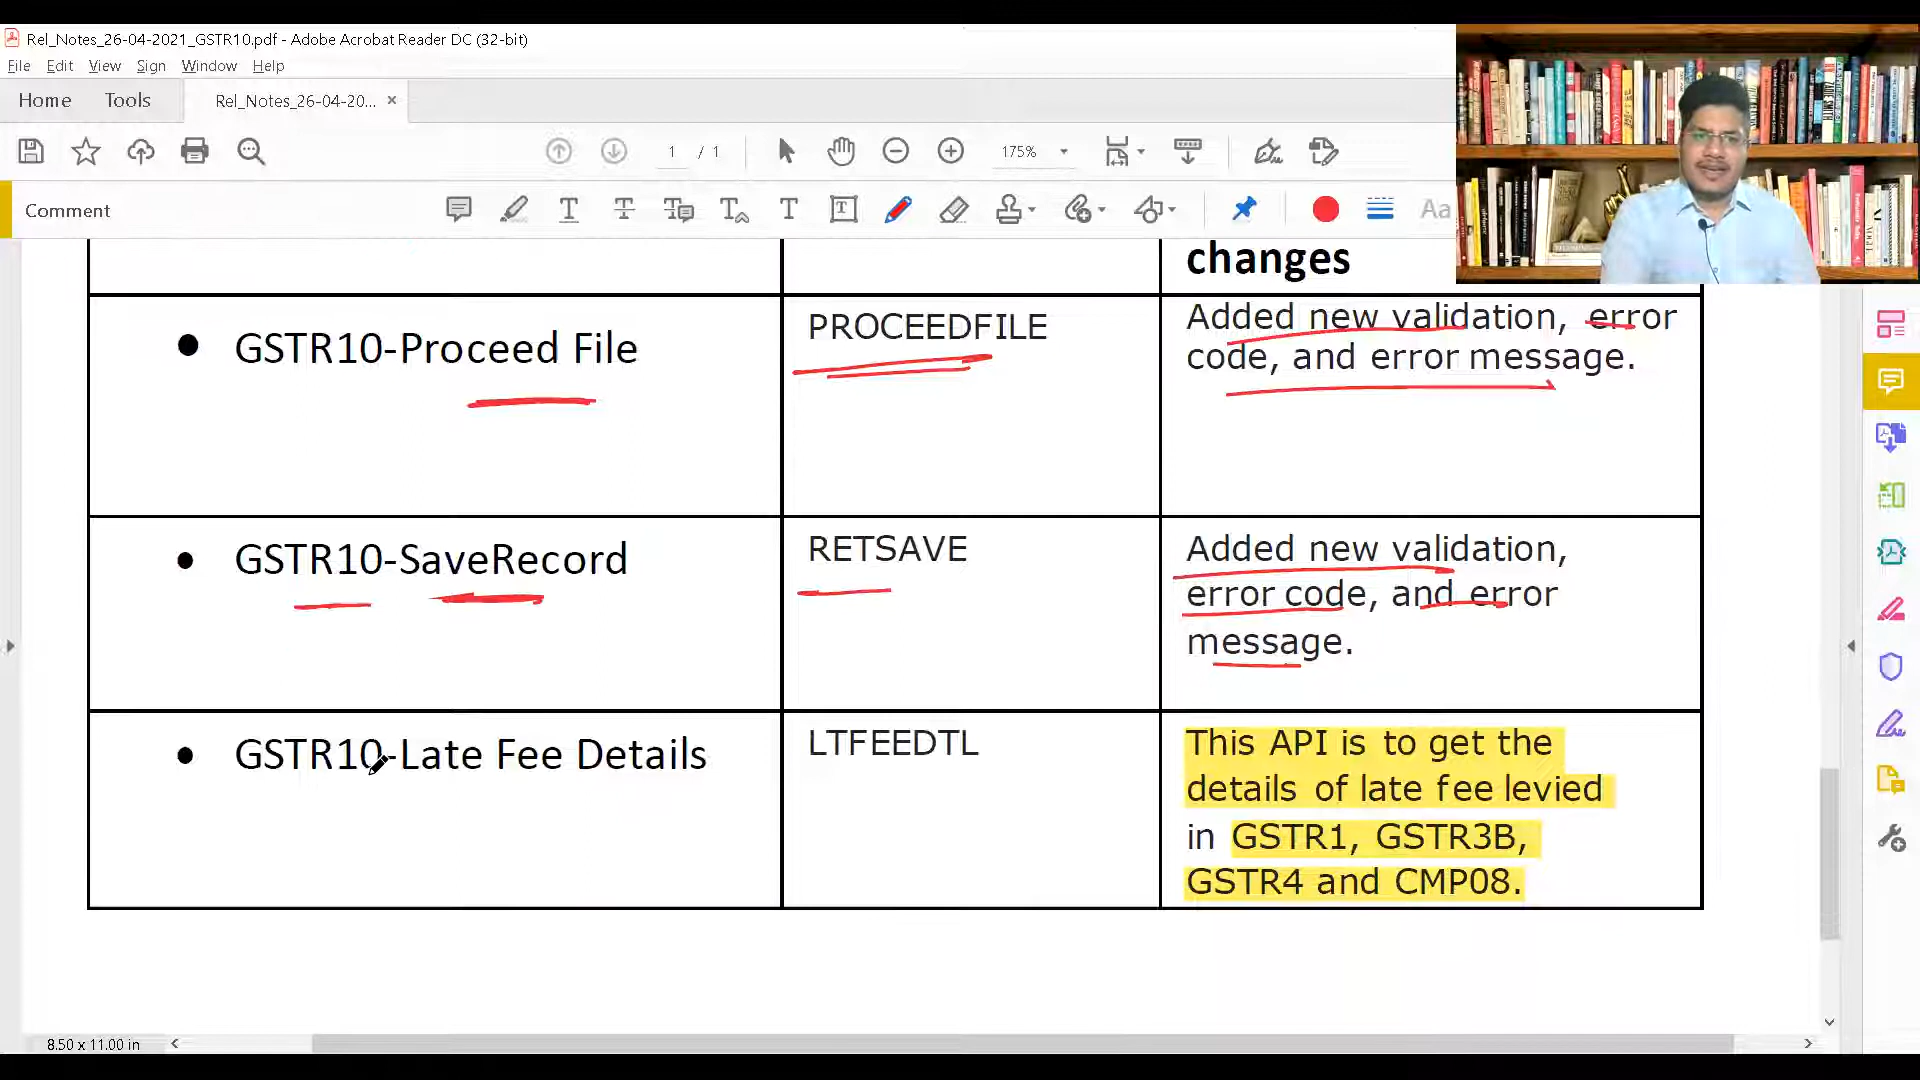 Rel_Notes_26-04-2021_GSTR10.pdf - Adobe Acrobat Reader DC (32-bit)
File Edit View Sign Window Help
Home Tools Rel_Notes_26-04-20... ×
1 / 1 175%
Comment
Aa
changes
• GSTR10-Proceed File
PROCEEDFILE
Added new validation, error
code, and error message.
• GSTR10-SaveRecord
RETSAVE
Added new validation,
error code, and error
message.
• GSTR10-Late Fee Details
LTFEEDTL
This API is to get the
details of late fee levied
in GSTR1, GSTR3B,
GSTR4 and CMP08.
8.50 x 11.00 in